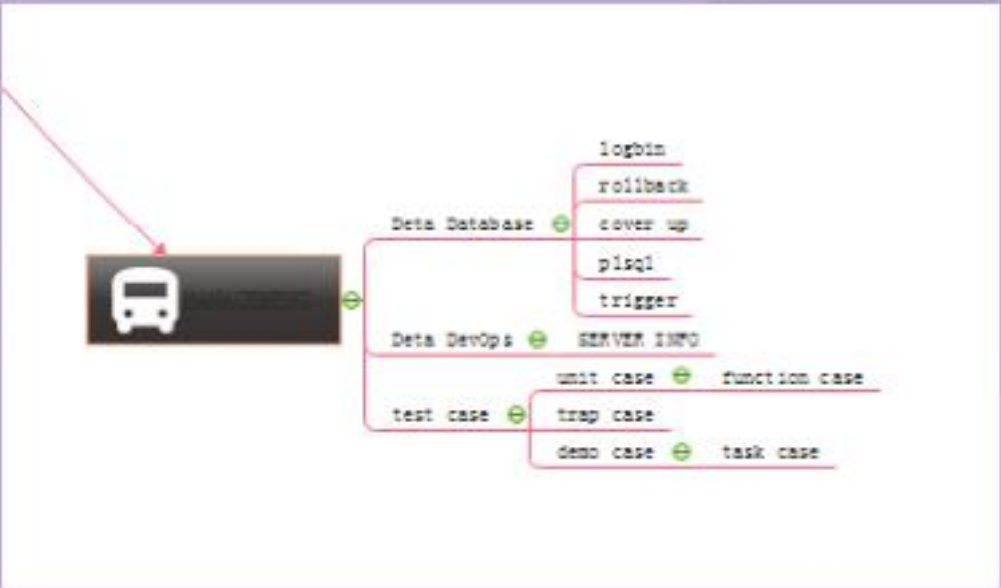 logbin
rollback
Deta Database
cover up
plsql
trigger
Deta DevOps
SERVER INFO
unit case
function case
test case
trap case
demo case
task case